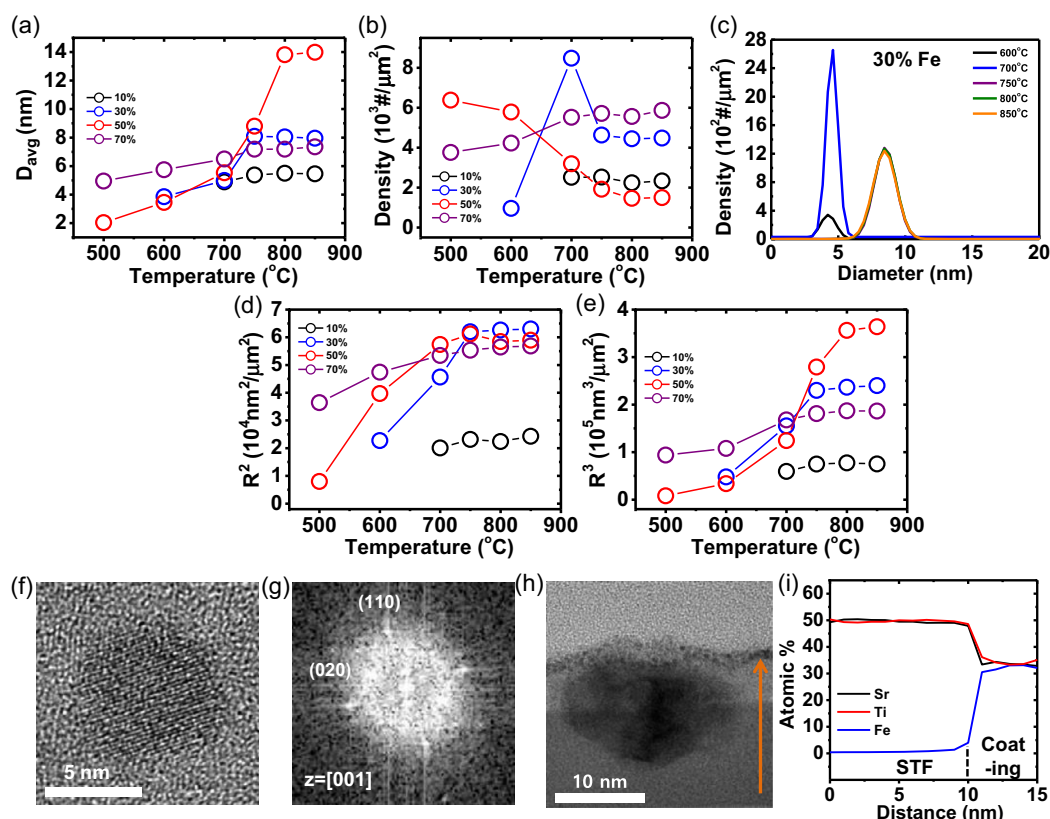 (a)
D_avg (nm)
14
12
10
8
6
4
2
10%
30%
50%
70%
500 600 700 800 900
Temperature (°C)
(b)
Density (10³#/μm²)
8
6
4
2
0
10%
30%
50%
70%
500 600 700 800 900
Temperature (°C)
(c)
30% Fe
Density (10²#/μm²)
28
24
20
16
12
8
4
0
600°C
700°C
750°C
800°C
850°C
0 5 10 15 20
Diameter (nm)
(d)
R² (10⁴nm²/μm²)
7
6
5
4
3
2
1
0
10%
30%
50%
70%
500 600 700 800 900
Temperature (°C)
(e)
R³ (10⁵nm³/μm²)
4
3
2
1
0
10%
30%
50%
70%
500 600 700 800 900
Temperature (°C)
(f)
5 nm
(g)
(110)
(020)
z=[001]
(h)
10 nm
(i)
Atomic %
60
50
40
30
20
10
0
Sr
Ti
Fe
STF
Coat
-ing
0 5 10 15
Distance (nm)